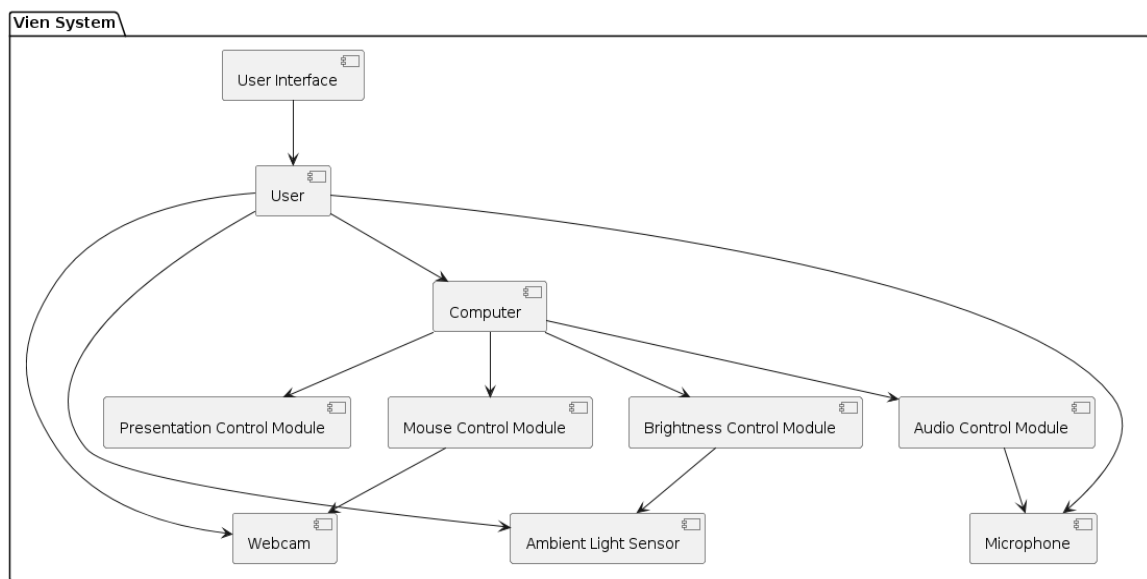 Vien System
User Interface
User
Computer
Presentation Control Module
Mouse Control Module
Brightness Control Module
Audio Control Module
Webcam
Ambient Light Sensor
Microphone